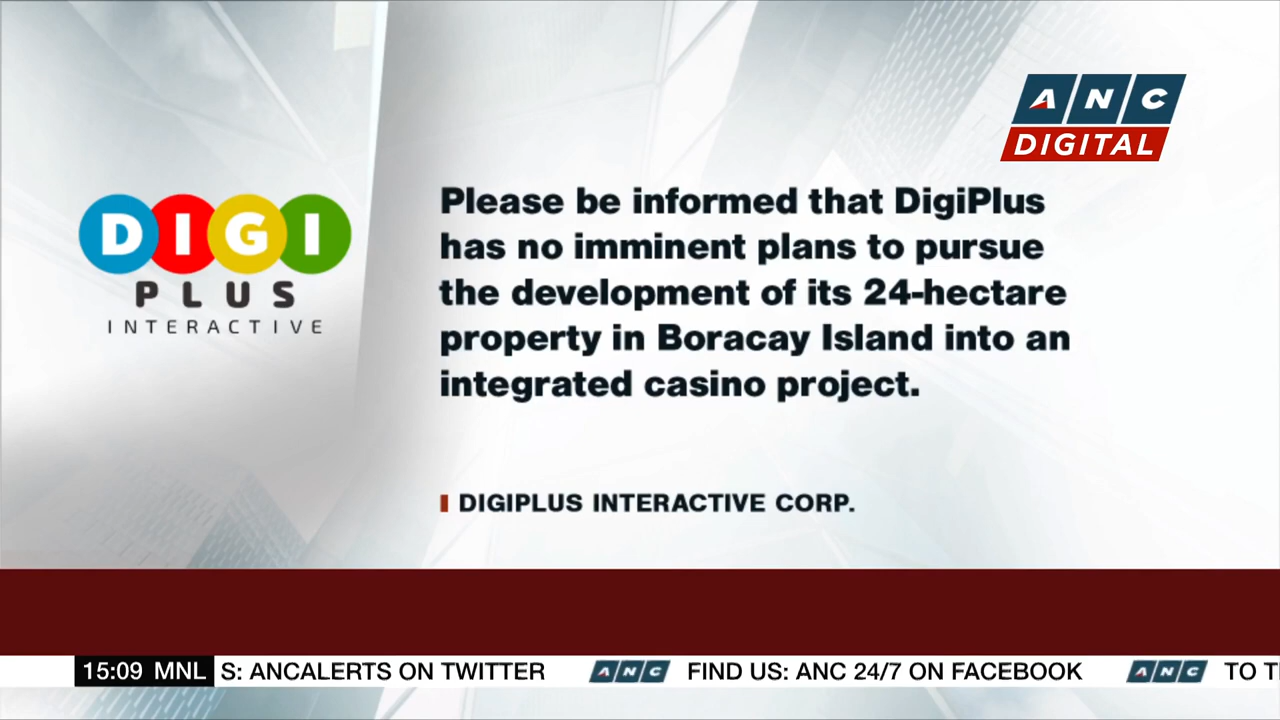 ANC
DIGITAL
DIGI
PLUS
INTERACTIVE
Please be informed that DigiPlus
has no imminent plans to pursue
the development of its 24-hectare
property in Boracay Island into an
integrated casino project.
DIGIPLUS INTERACTIVE CORP.
15:09 MNL S: ANCALERTS ON TWITTER ANC FIND US: ANC 24/7 ON FACEBOOK ANC TO T